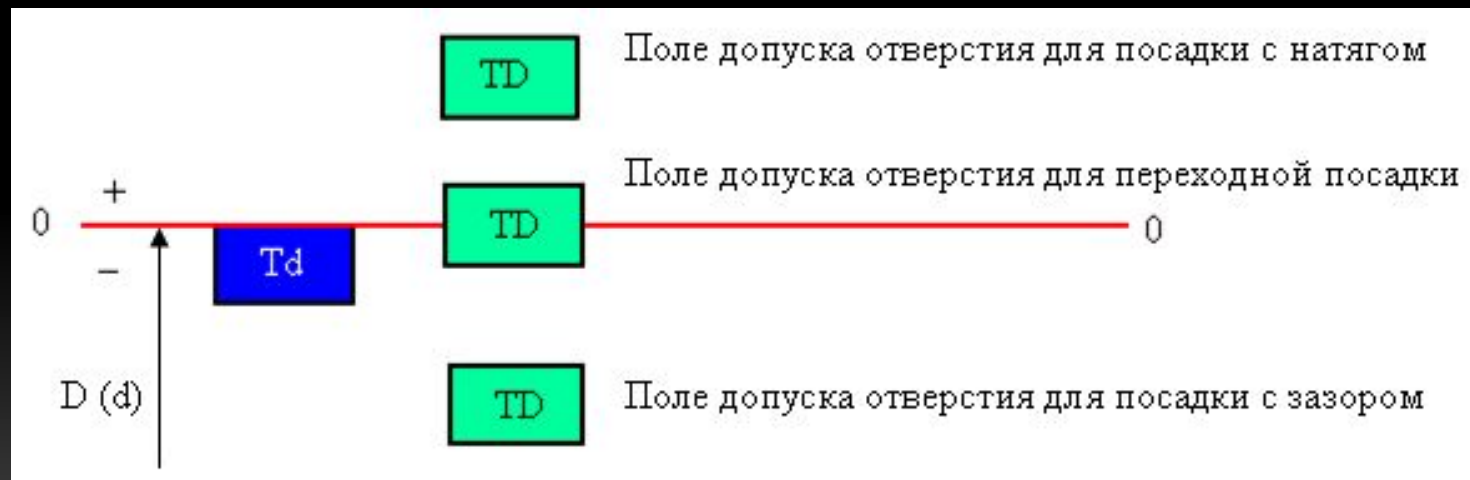 TD
Поле допуска отверстия для посадки с натягом
+
Поле допуска отверстия для переходной посадки
0
TD
0
–
Td
D (d)
TD
Поле допуска отверстия для посадки с зазором